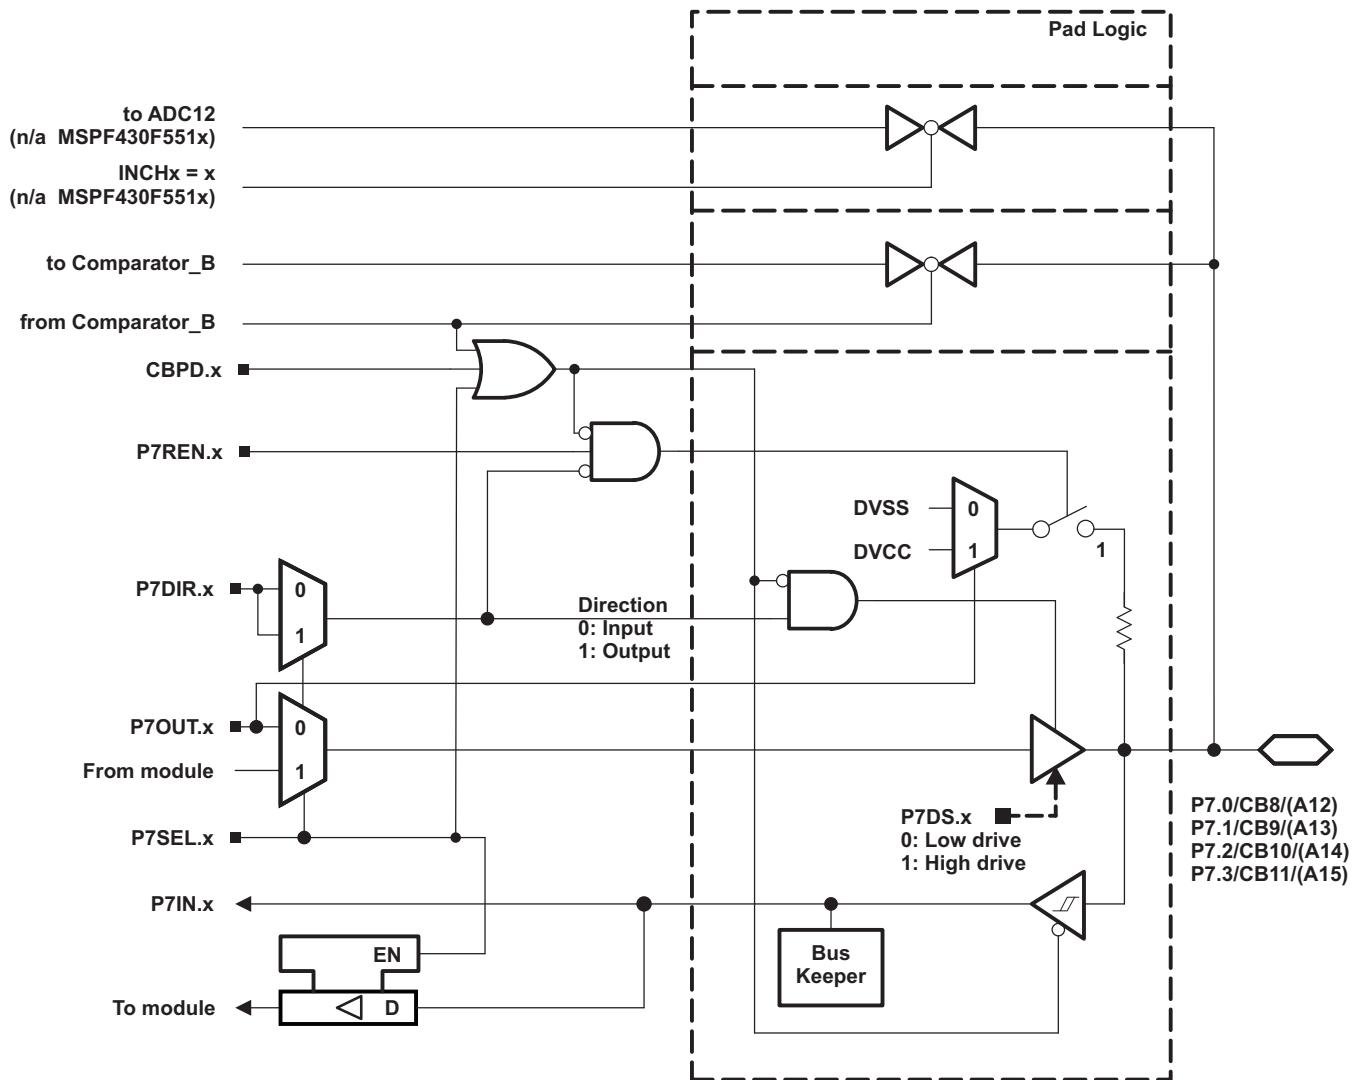 Pad Logic
to ADC12
(n/a MSPF430F551x)
INCHx = x
(n/a MSPF430F551x)
to Comparator_B
from Comparator_B
CBPD.x
P7REN.x
DVSS
0
DVCC
1
1
P7DIR.x
0
1
Direction
0: Input
1: Output
P7OUT.x
0
From module
1
P7DS.x
0: Low drive
1: High drive
P7.0/CB8/(A12)
P7.1/CB9/(A13)
P7.2/CB10/(A14)
P7.3/CB11/(A15)
P7SEL.x
P7IN.x
EN
Bus
Keeper
To module
D